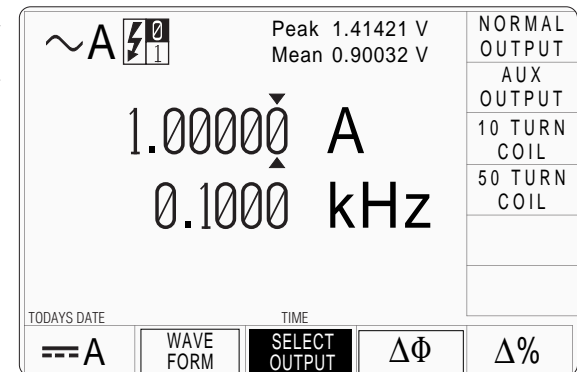 ~A 0
1
Peak 1.41421 V
Mean 0.90032 V
1.00000 A
0.1000 kHz
NORMAL
OUTPUT
AUX
OUTPUT
10 TURN
COIL
50 TURN
COIL
TODAYS DATE
TIME
A
WAVE
FORM
SELECT
OUTPUT
ΔΦ
Δ%